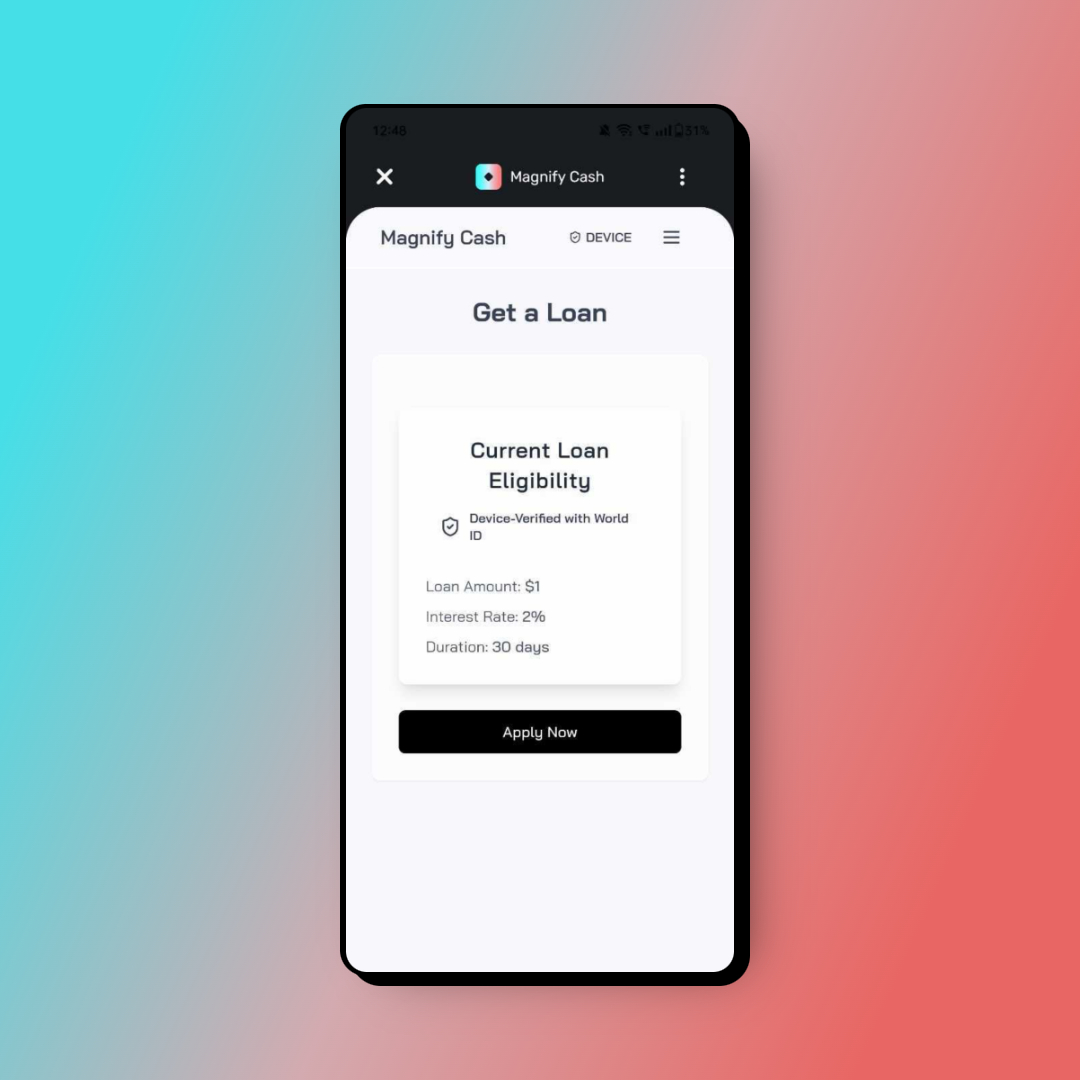 12:48
31%
Magnify Cash
Magnify Cash
DEVICE
Get a Loan
Current Loan
Eligibility
Device-Verified with World
ID
Loan Amount: $1
Interest Rate: 2%
Duration: 30 days
Apply Now